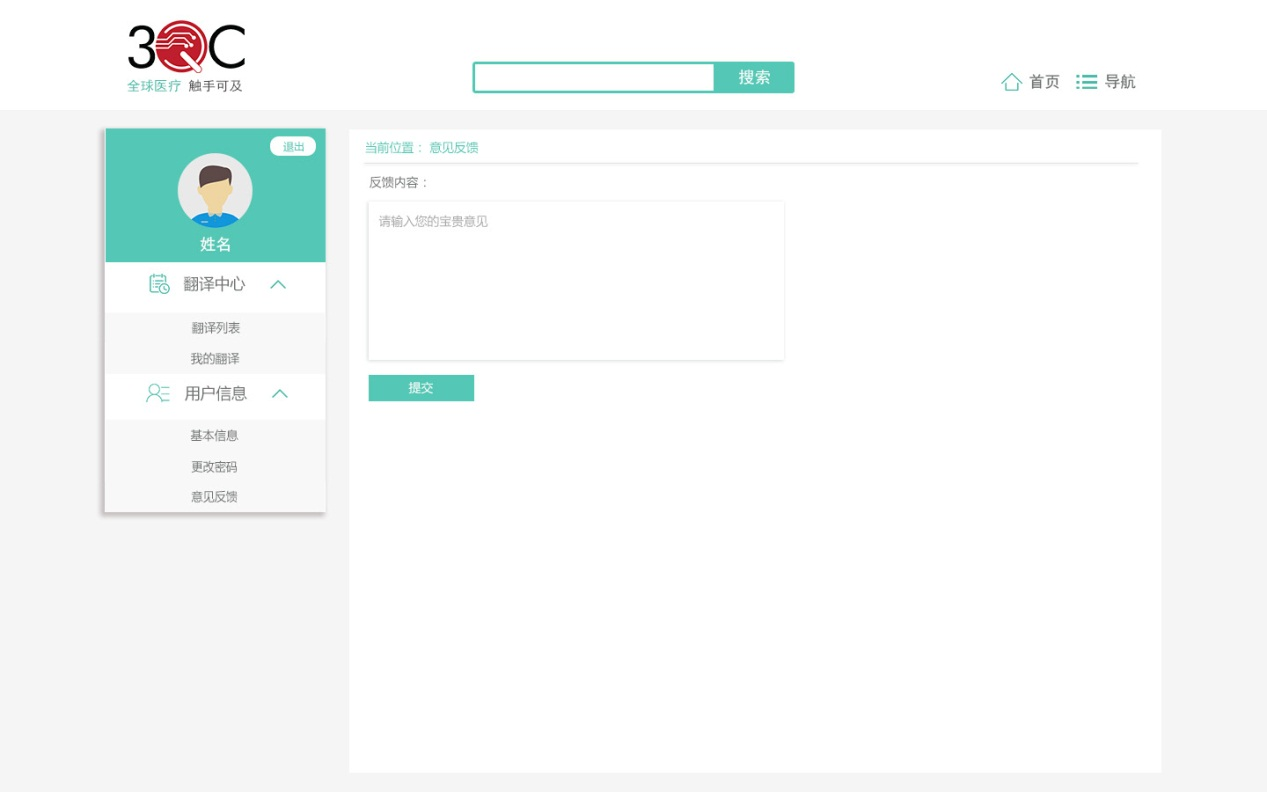 3QC
全球医疗 触手可及
搜索
首页
导航
退出
姓名
翻译中心
翻译列表
我的翻译
用户信息
基本信息
更改密码
意见反馈
当前位置： 意见反馈
反馈内容：
请输入您的宝贵意见
提交